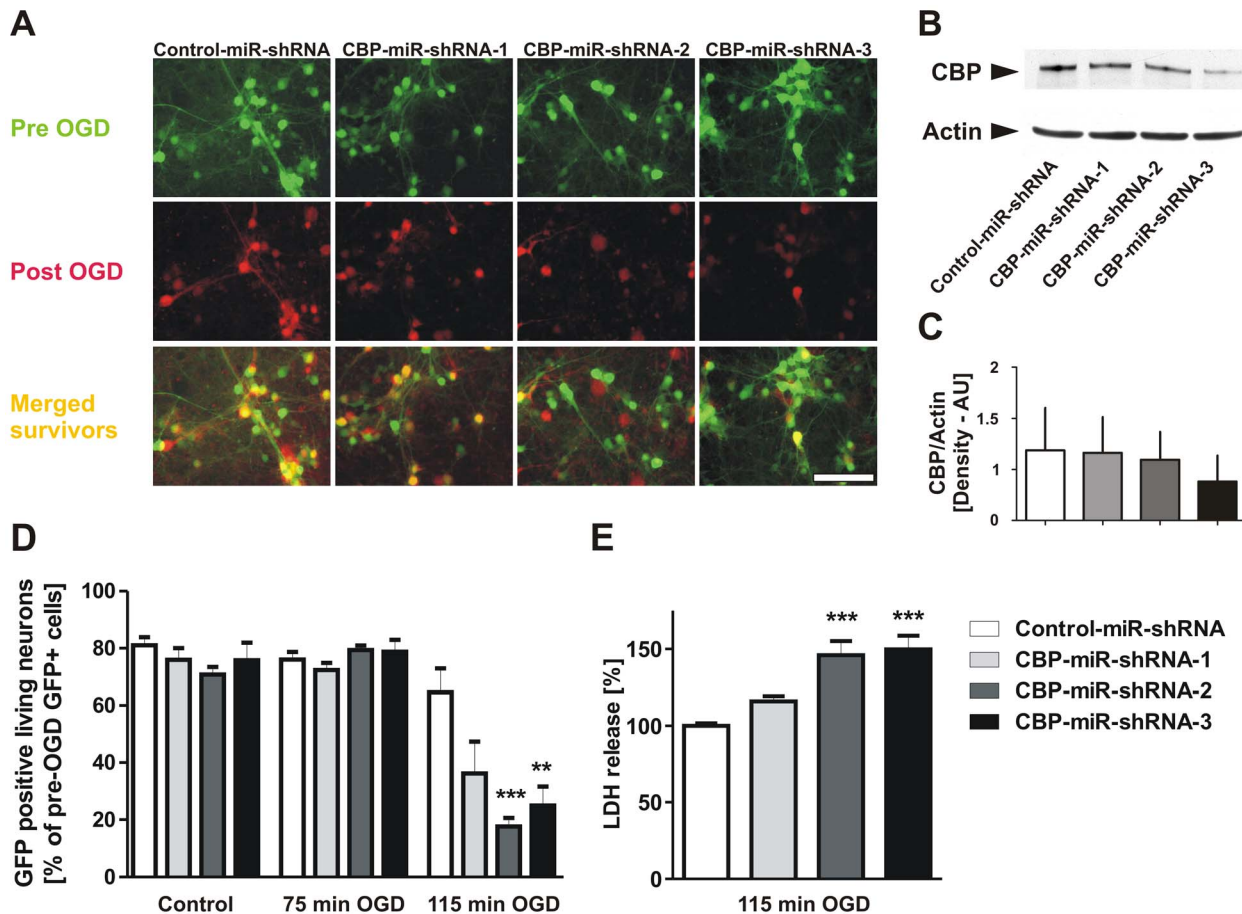 A
Control-miR-shRNA CBP-miR-shRNA-1 CBP-miR-shRNA-2 CBP-miR-shRNA-3
Pre OGD
Post OGD
Merged
survivors
B
CBP
Actin
Control-miR-shRNA
CBP-miR-shRNA-1
CBP-miR-shRNA-2
CBP-miR-shRNA-3
C
CBP/Actin
[Density - AU]
2
1.5
1
0
D
GFP positive living neurons
[% of pre-OGD GFP+ cells]
100
80
60
40
20
0
*** **
Control 75 min OGD 115 min OGD
E
LDH release [%]
150
100
50
0
*** ***
115 min OGD
Control-miR-shRNA
CBP-miR-shRNA-1
CBP-miR-shRNA-2
CBP-miR-shRNA-3